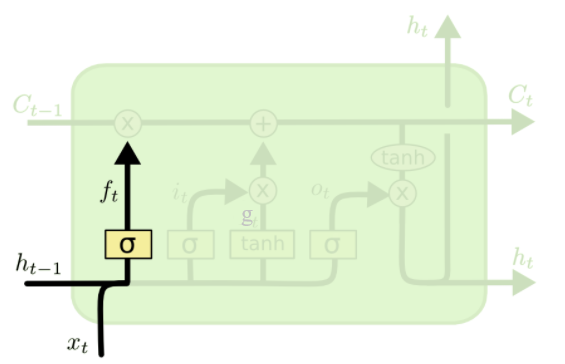 h_t
C_{t-1} × + C_t
tanh
f_t i_t × o_t ×
g_t
σ σ tanh σ
h_{t-1} h_t
x_t